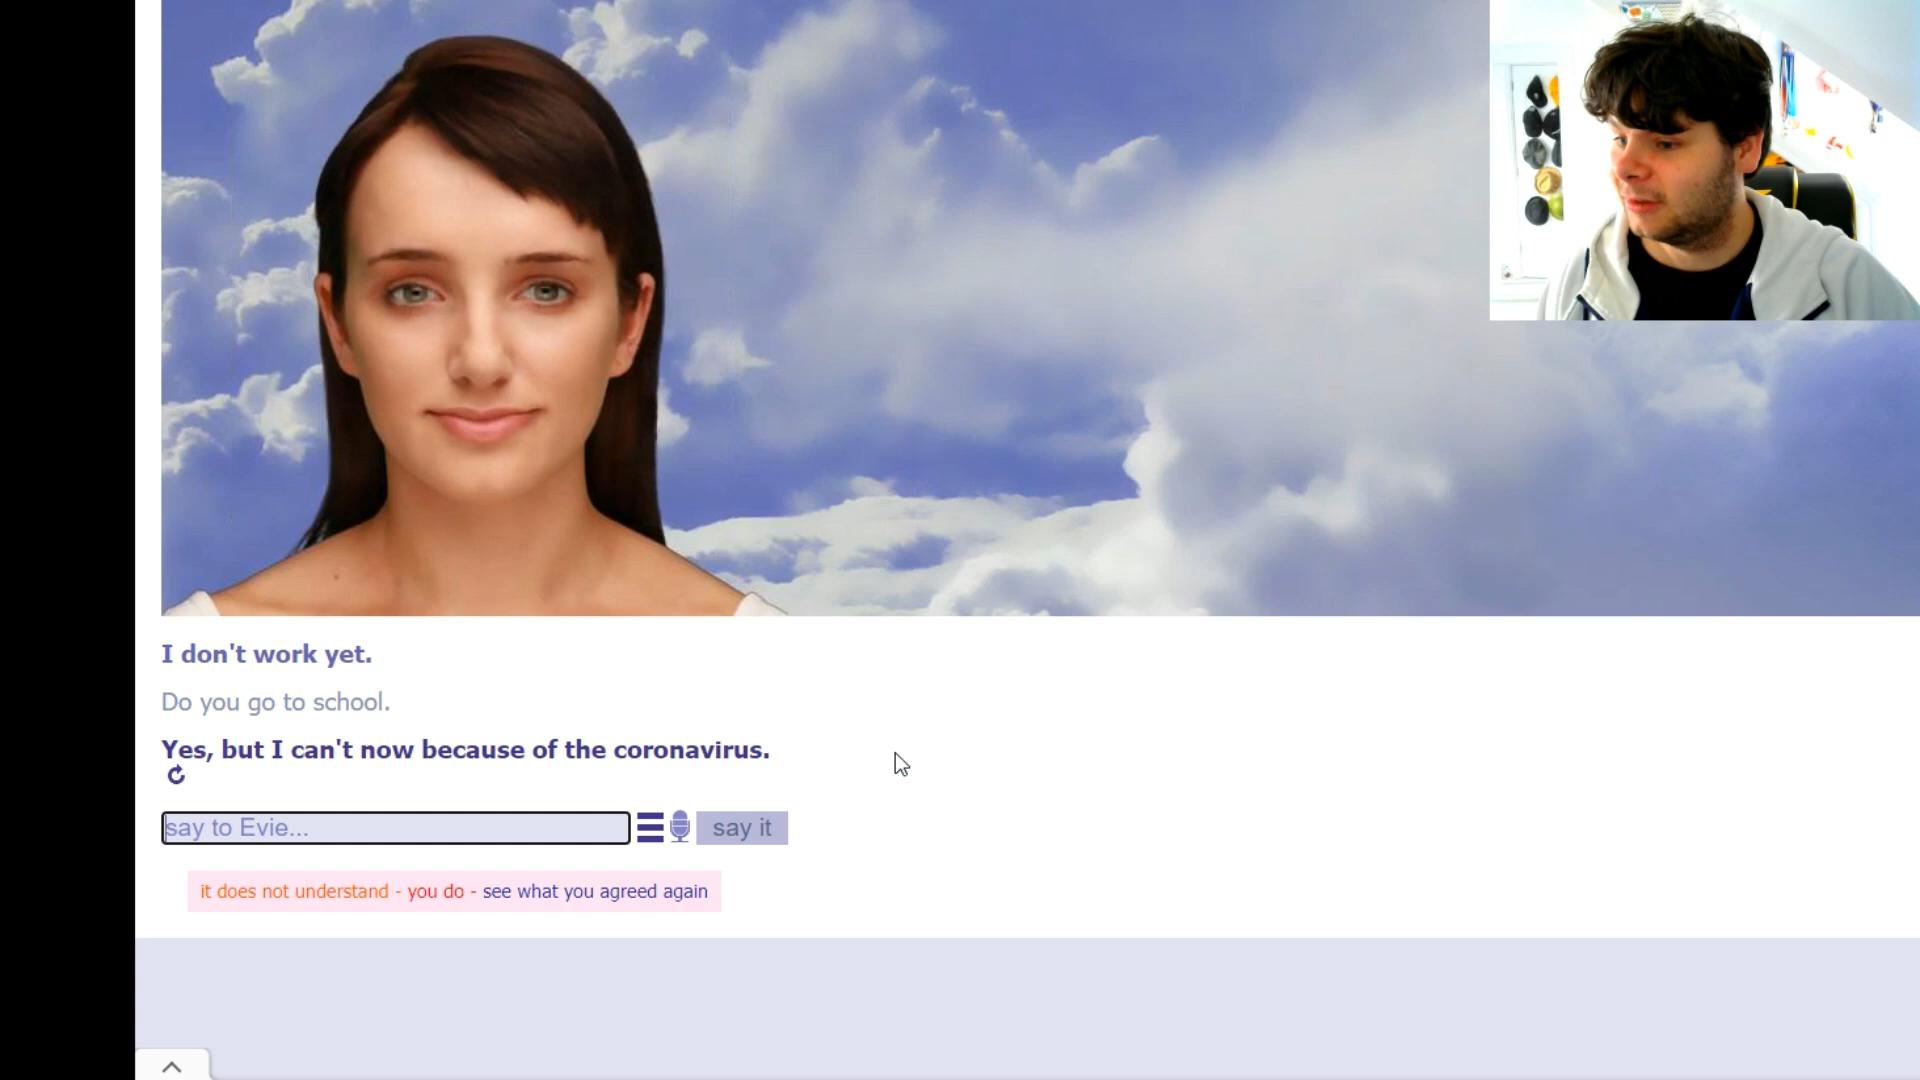 I don't work yet.
Do you go to school.
Yes, but I can't now because of the coronavirus.
say to Evie...
say it
it does not understand - you do - see what you agreed again